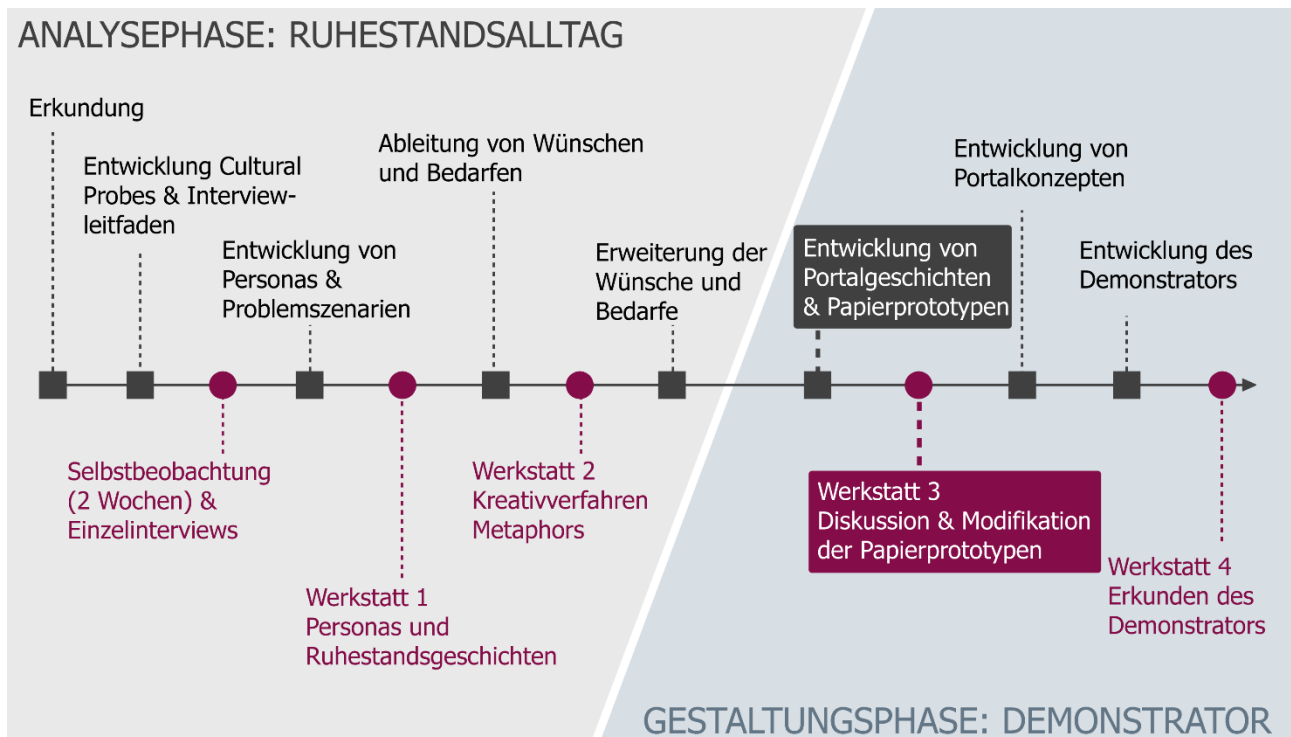 ANALYSEPHASE: RUHESTANDSALLTAG
Erkundung
Entwicklung Cultural
Probes & Interview-
leitfaden
Entwicklung von
Personas &
Problemszenarien
Ableitung von Wünschen
und Bedarfen
Erweiterung der
Wünsche und
Bedarfe
Entwicklung von
Portalgeschichten
& Papierprototypen
Entwicklung von
Portalkonzepten
Entwicklung des
Demonstrators
Selbstbeobachtung
(2 Wochen) &
Einzelinterviews
Werkstatt 1
Personas und
Ruhestandsgeschichten
Werkstatt 2
Kreativverfahren
Metaphors
Werkstatt 3
Diskussion & Modifikation
der Papierprototypen
Werkstatt 4
Erkunden des
Demonstrators
GESTALTUNGSPHASE: DEMONSTRATOR